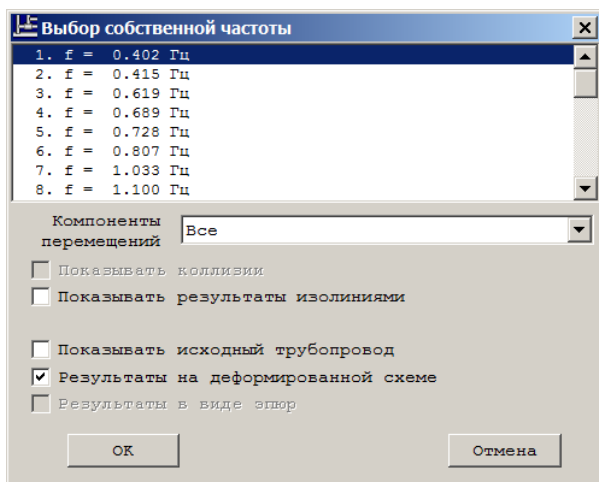 Выбор собственной частоты
1. f = 0.402 Гц
2. f = 0.415 Гц
3. f = 0.619 Гц
4. f = 0.689 Гц
5. f = 0.728 Гц
6. f = 0.807 Гц
7. f = 1.033 Гц
8. f = 1.100 Гц
Компоненты
перемещений
Все
Показывать коллизии
Показывать результаты изолиниями
Показывать исходный трубопровод
Результаты на деформированной схеме
Результаты в виде эпюр
OK
Отмена